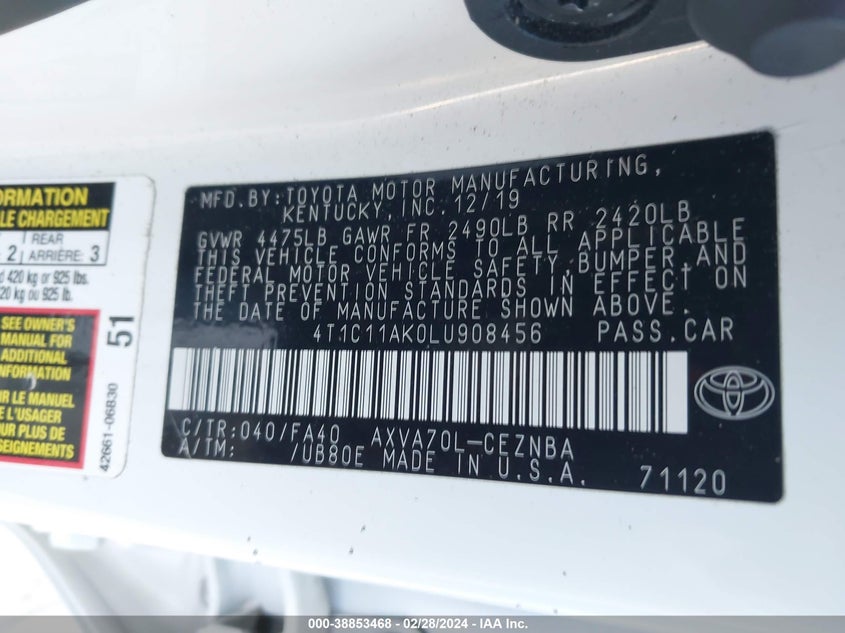 MFD.BY:TOYOTA MOTOR MANUFACTURING,
KENTUCKY,INC.12/19
GVWR 4475LB GAWR FR 2490LB RR 2420LB
THIS VEHICLE CONFORMS TO ALL APPLICABLE
FEDERAL MOTOR VEHICLE SAFETY,BUMPER,AND
THEFT PREVENTION STANDARDS IN EFFECT ON
THE DATE OF MANUFACTURE SHOWN ABOVE.
4T1C11AK0LU908456 PASS.CAR
C/TR:040/FA40 AXVA70L-CEZNBA
A/TM: /UB80E MADE IN U.S.A.
71120
LE CHARGEMENT
2 REAR
ARRIÈRE: 3
420 kg or 925 lbs.
20 kg ou 925 lb.
SEE OWNER'S
MANUAL FOR
ADDITIONAL
INFORMATION
LE MANUEL
L'USAGER
POUR PLUS DE
51
42661-06B30
000-38853468 - 02/28/2024 - IAA Inc.